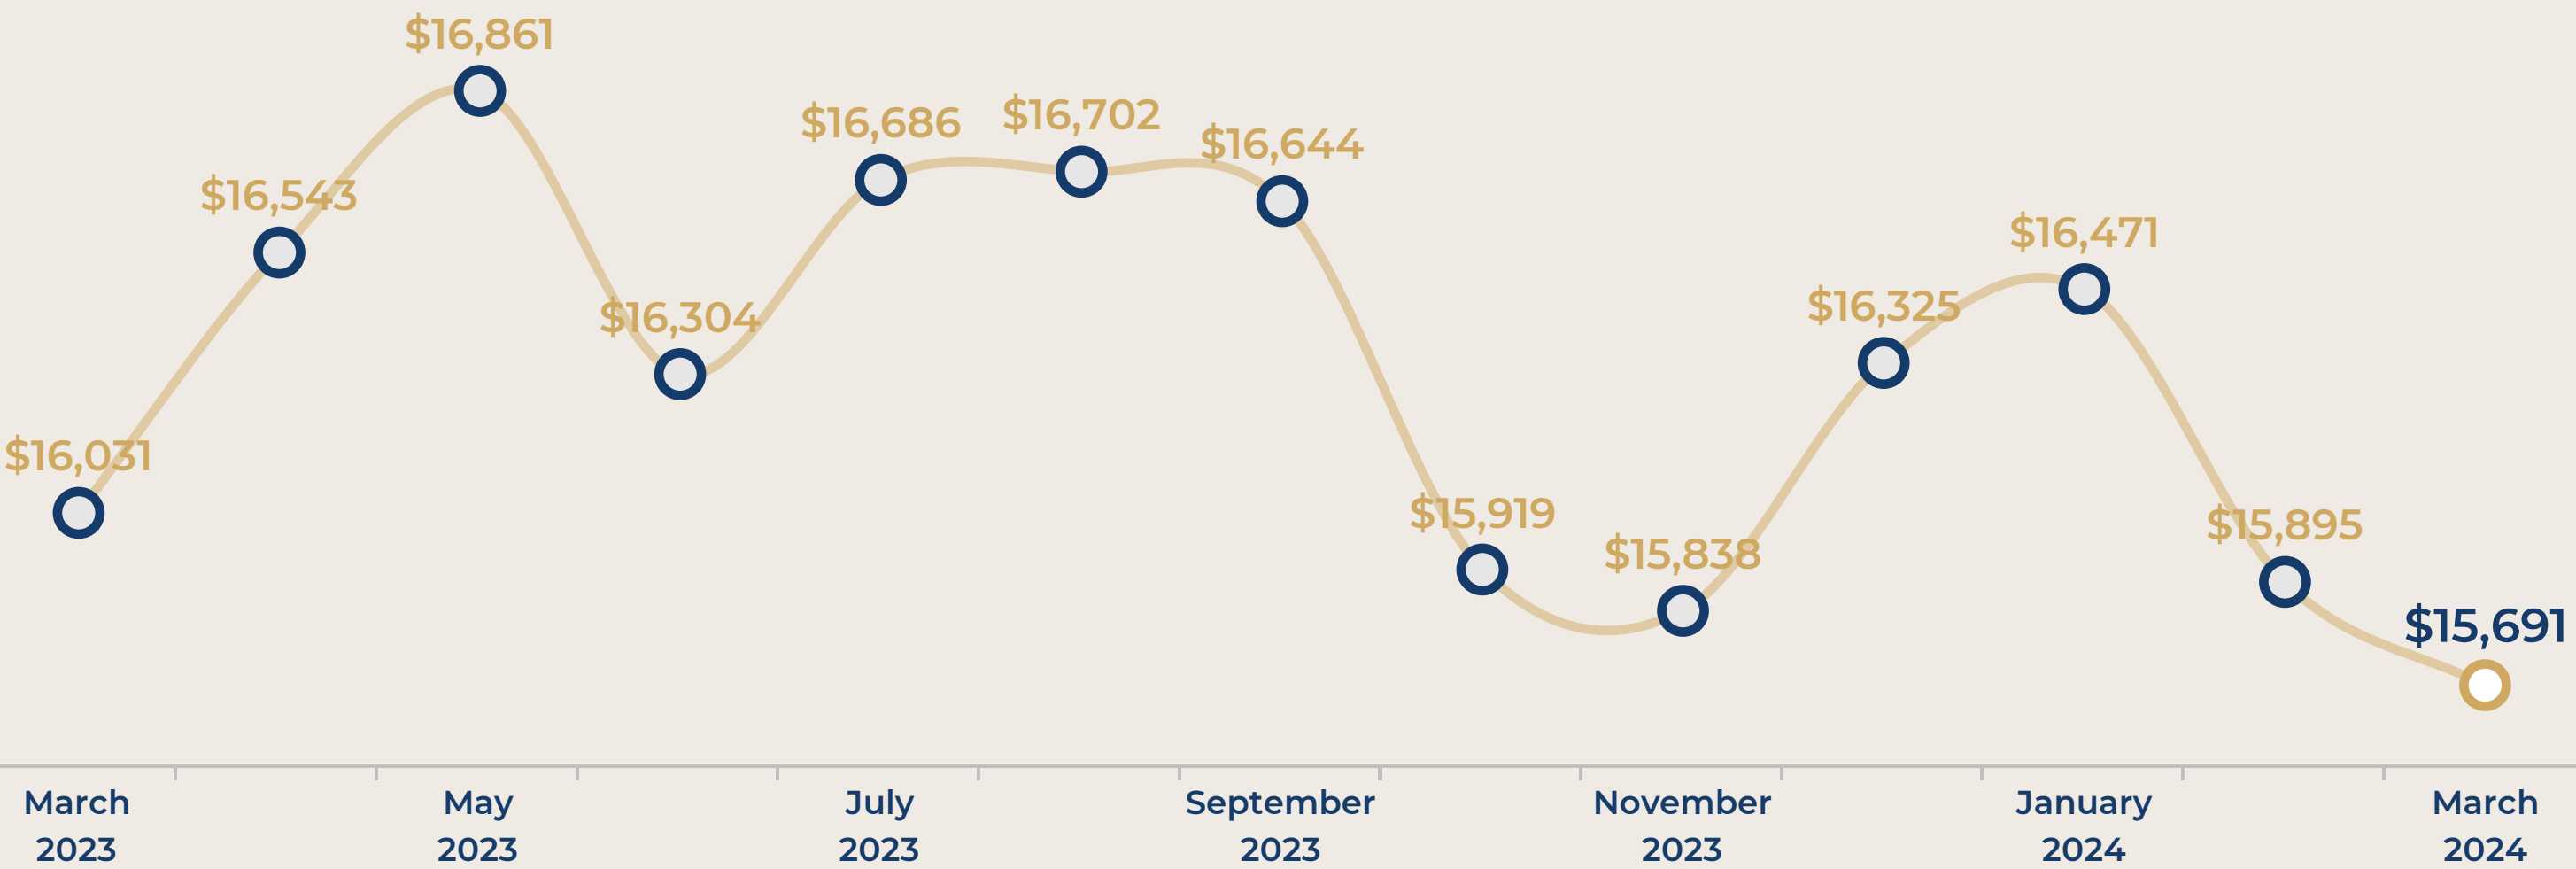 $16,031
$16,543
$16,861
$16,304
$16,686
$16,702
$16,644
$15,919
$15,838
$16,325
$16,471
$15,895
$15,691
March
2023
May
2023
July
2023
September
2023
November
2023
January
2024
March
2024